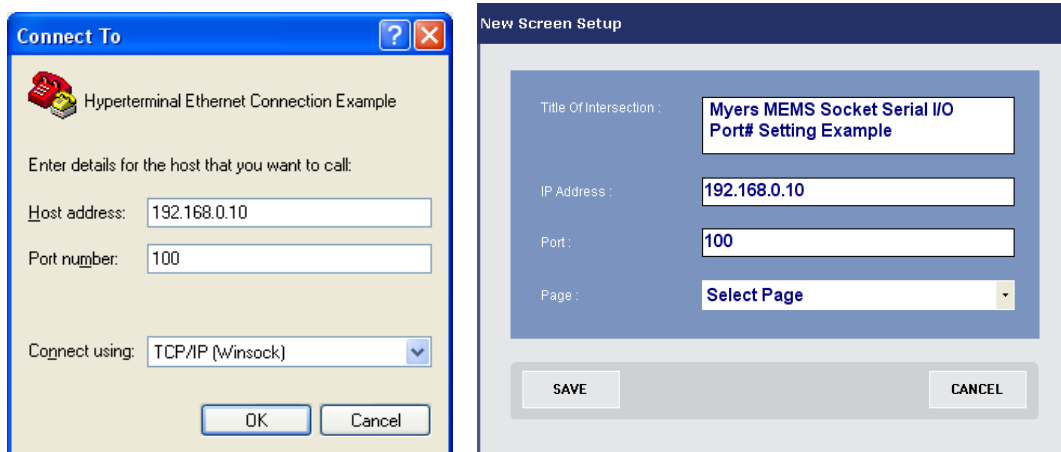 Connect To
Hyperterminal Ethernet Connection Example
Enter details for the host that you want to call:
Host address: 192.168.0.10
Port number: 100
Connect using: TCP/IP (Winsock)
OK Cancel
New Screen Setup
Title Of Intersection : Myers MEMS Socket Serial I/O
Port# Setting Example
IP Address : 192.168.0.10
Port : 100
Page : Select Page
SAVE CANCEL